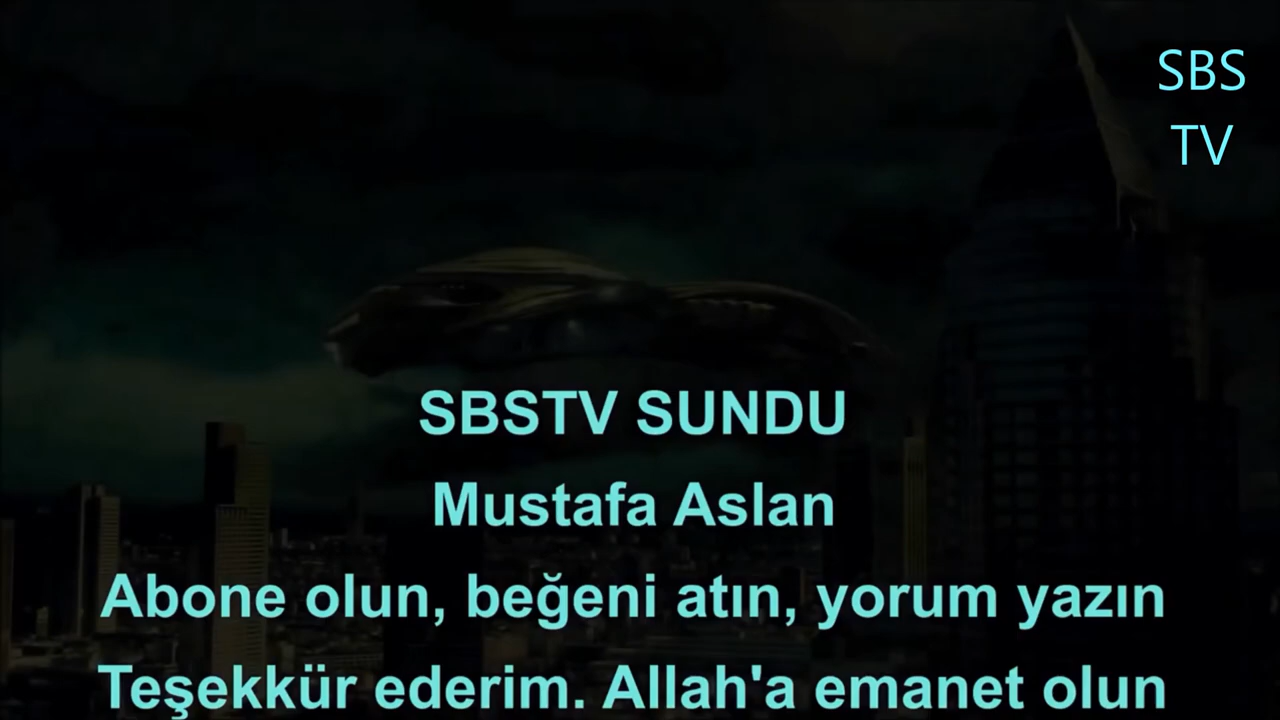 SBS
TV
SBSTV SUNDU
Mustafa Aslan
Abone olun, beğeni atın, yorum yazın
Teşekkür ederim. Allah'a emanet olun